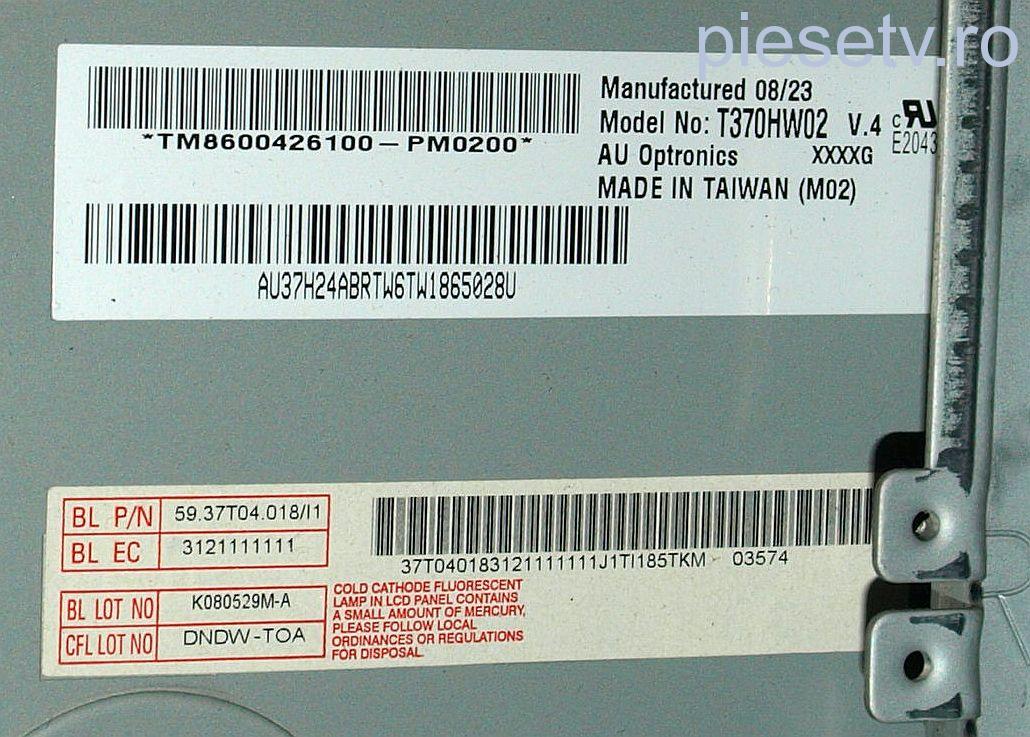 piesetv.ro
Manufactured 08/23
Model No: T370HW02 V.4
AU Optronics XXXXG
MADE IN TAIWAN (M02)
c RU
E2043
*TM8600426100-PM0200*
AU37H24ABRTW6TW1865028U
BL P/N 59.37T04.018/I1
BL EC 3121111111
BL LOT NO K080529M-A
CFL LOT NO DNDW-TOA
37T0401831211111111J1TI185TKM 03574
COLD CATHODE FLUORESCENT
LAMP IN LCD PANEL CONTAINS
A SMALL AMOUNT OF MERCURY,
PLEASE FOLLOW LOCAL
ORDINANCES OR REGULATIONS
FOR DISPOSAL.